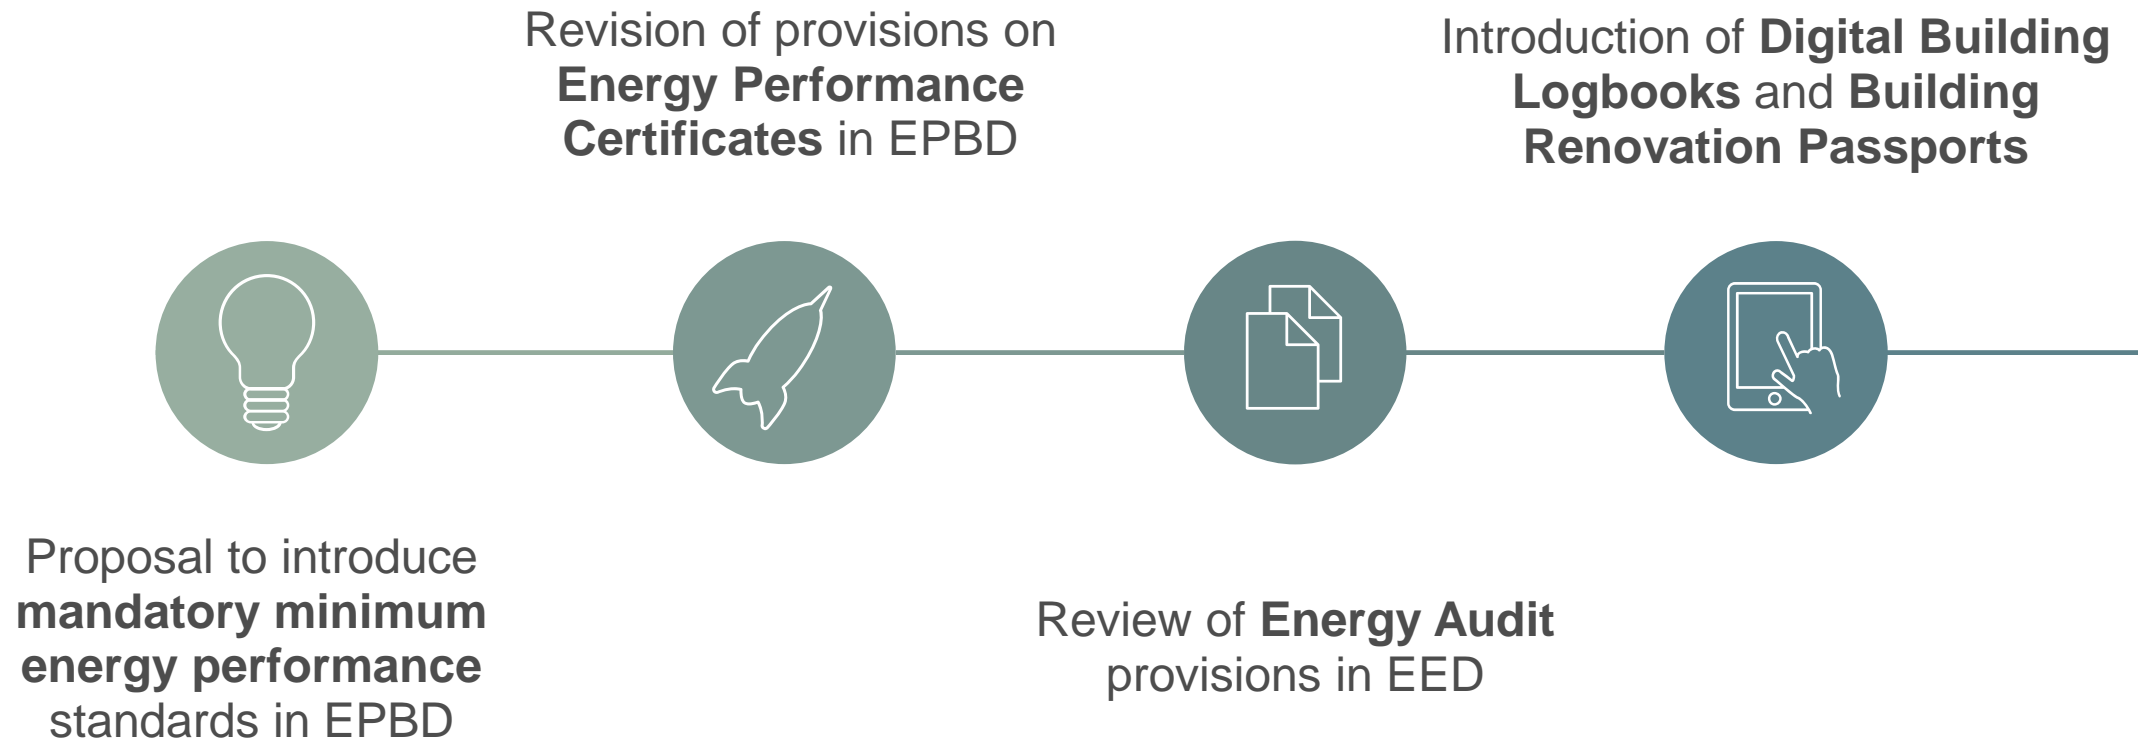 Revision of provisions on
Energy Performance
Certificates in EPBD
Introduction of Digital Building
Logbooks and Building
Renovation Passports
Proposal to introduce
mandatory minimum
energy performance
standards in EPBD
Review of Energy Audit
provisions in EED